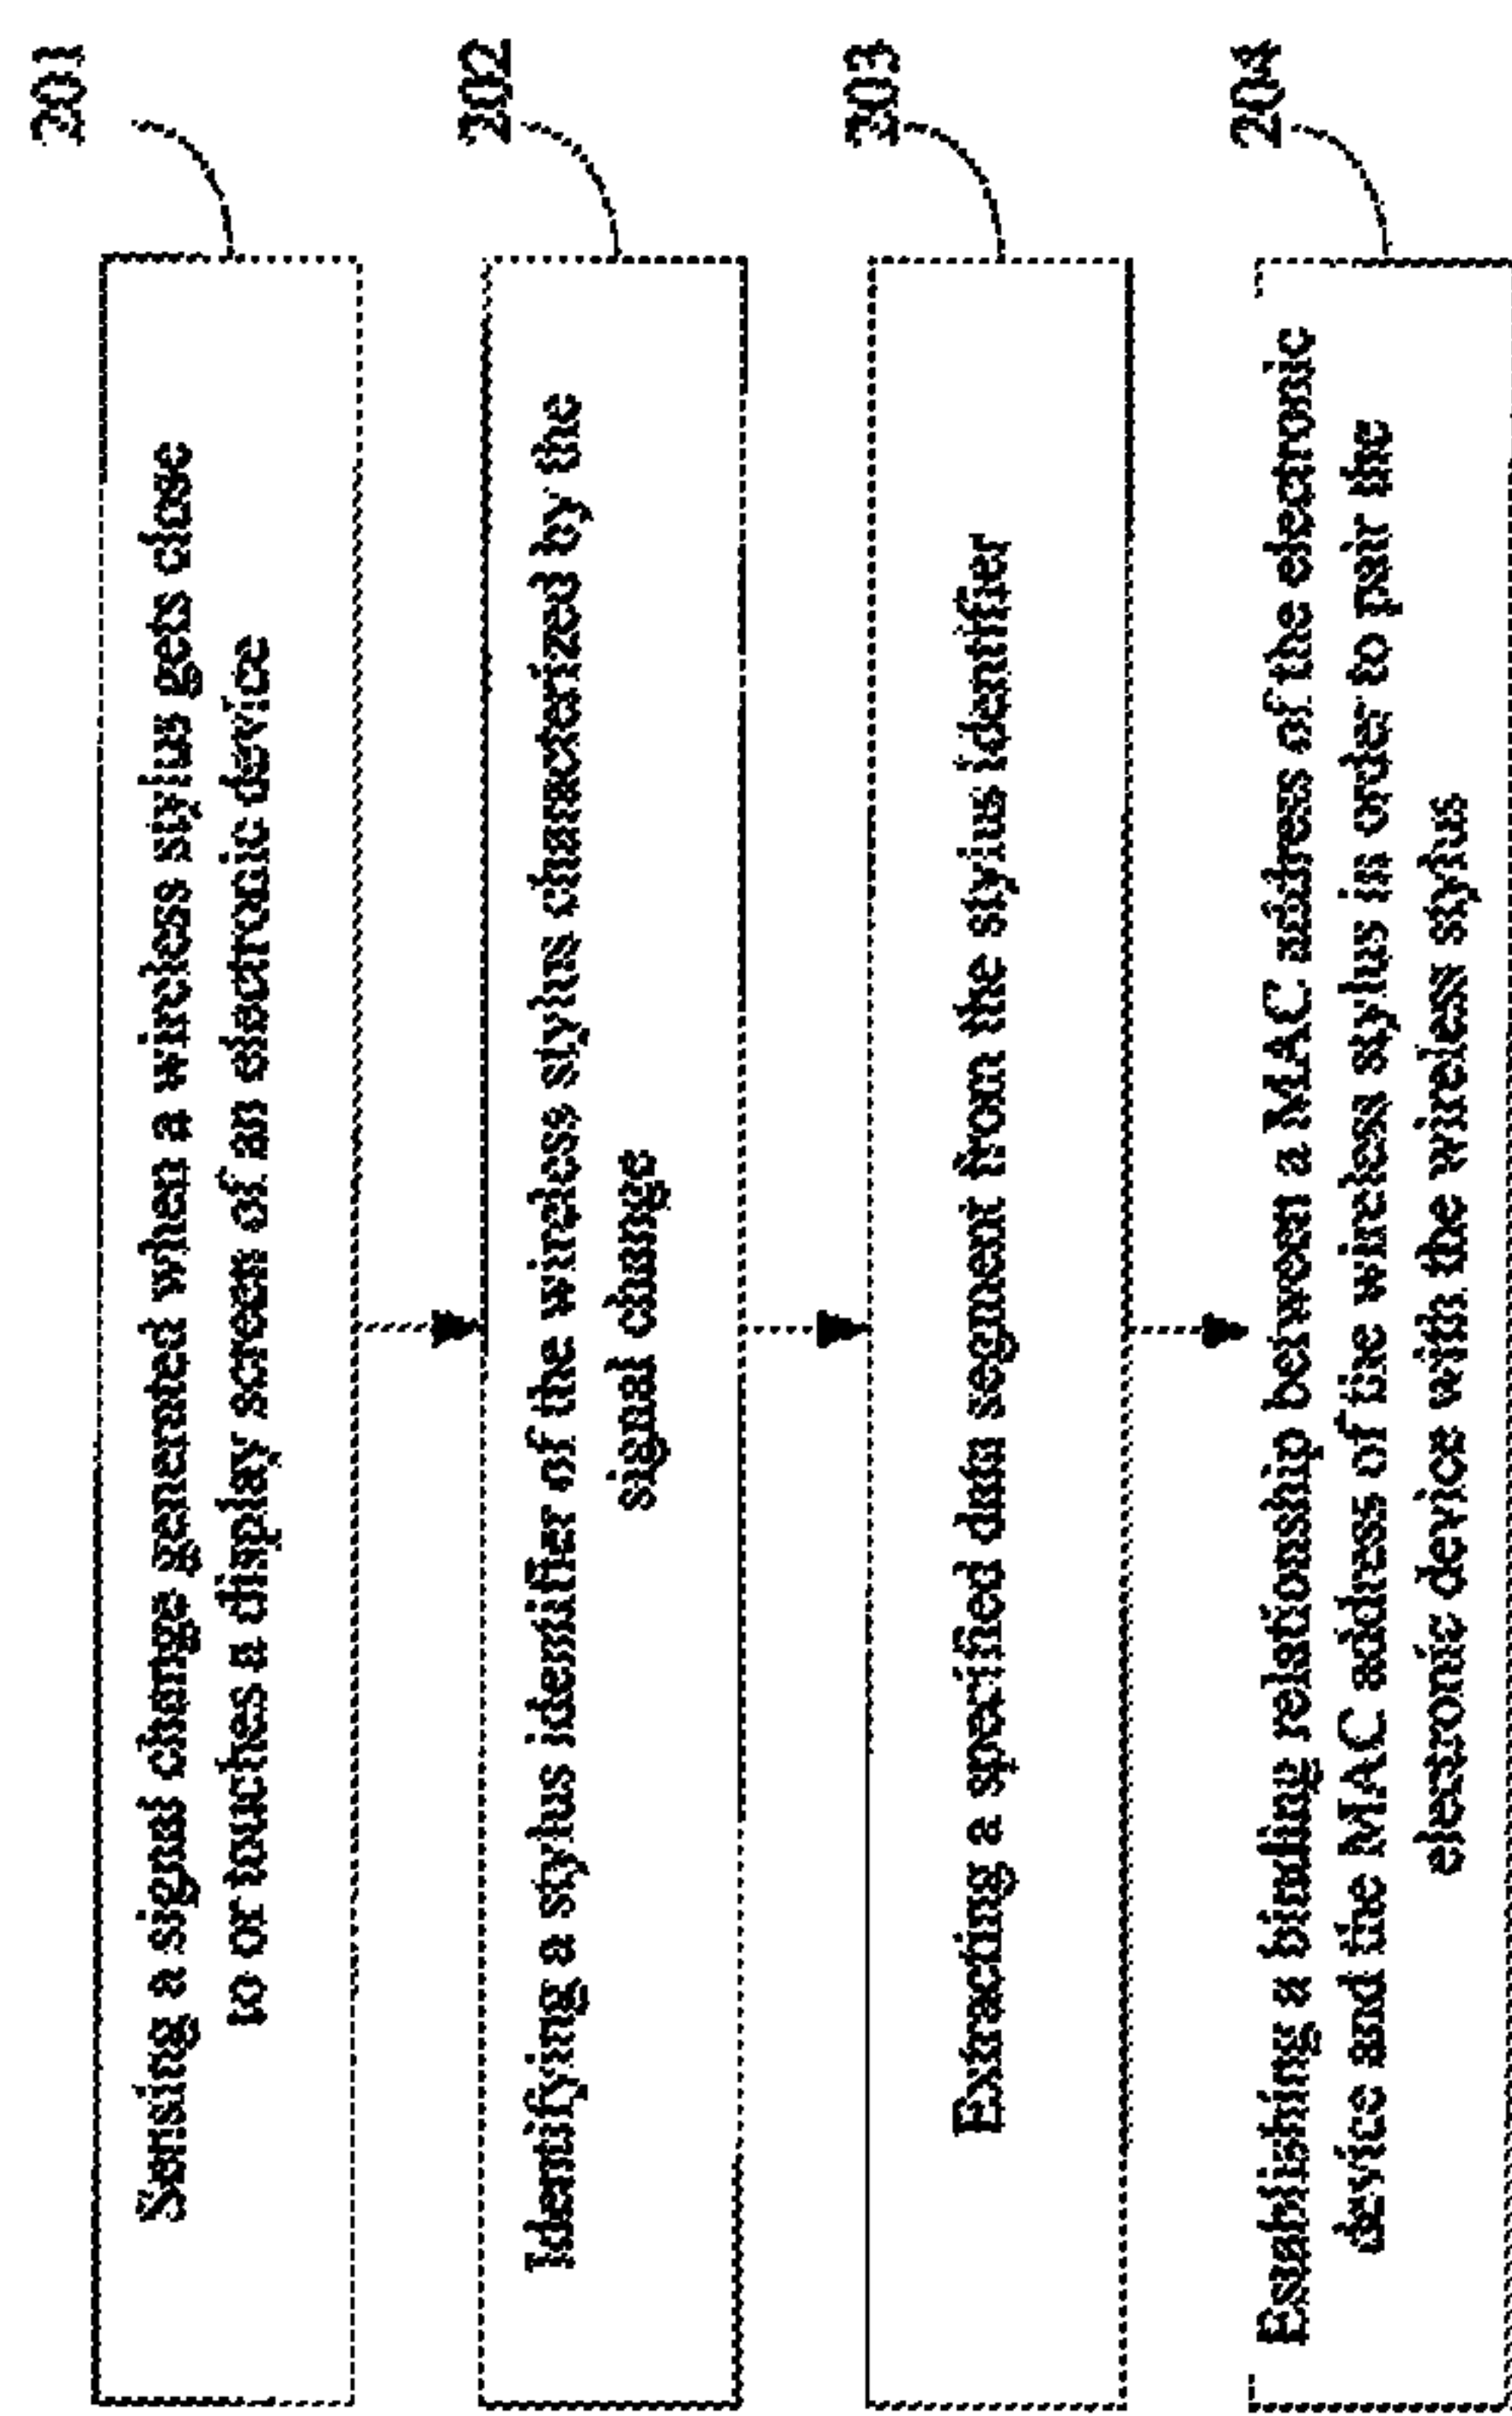 201
Sensing a signal change generated when a wireless stylus gets close
to or touches a display screen of an electronic device
202
Identifying a stylus identifier of the wireless stylus characterized by the
signal change
203
Extracting a specified data segment from the stylus identifier
204
Establishing a binding relationship between a MAC address of the electronic
device and the MAC address of the wireless stylus in order to pair the
electronic device with the wireless stylus